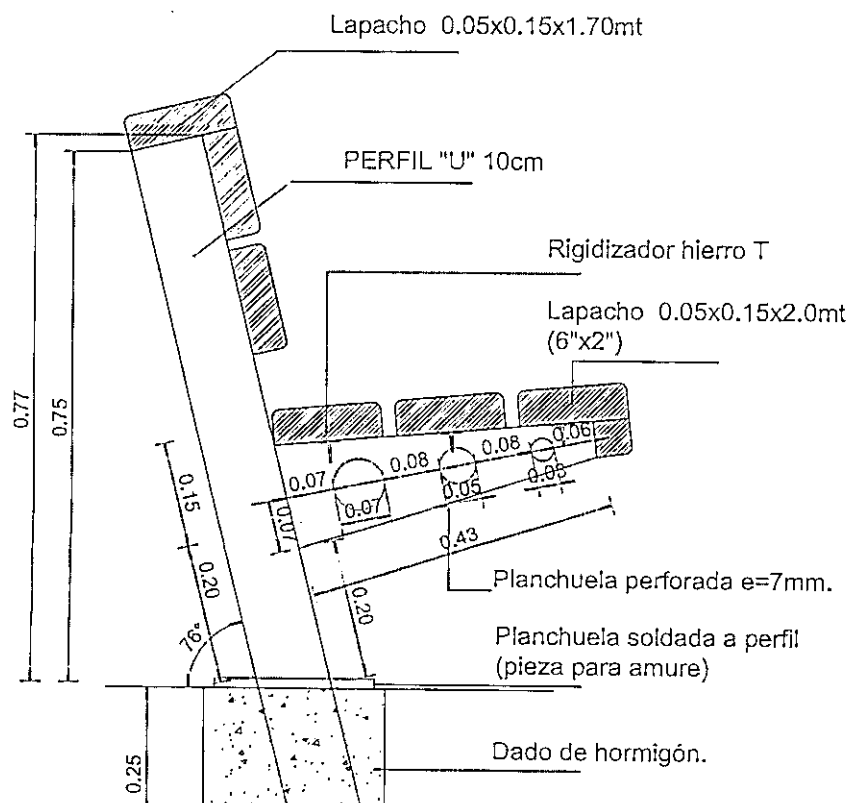 Lapacho 0.05x0.15x1.70mt
PERFIL "U" 10cm
Rigidizador hierro T
Lapacho 0.05x0.15x2.0mt
(6"x2")
0.77
0.75
0.15
0.20
0.07
0.08
0.08
0.06
0.07
0.05
0.03
0.07
0.43
0.20
76°
Planchuela perforada e=7mm.
Planchuela soldada a perfil
(pieza para amure)
0.25
Dado de hormigón.